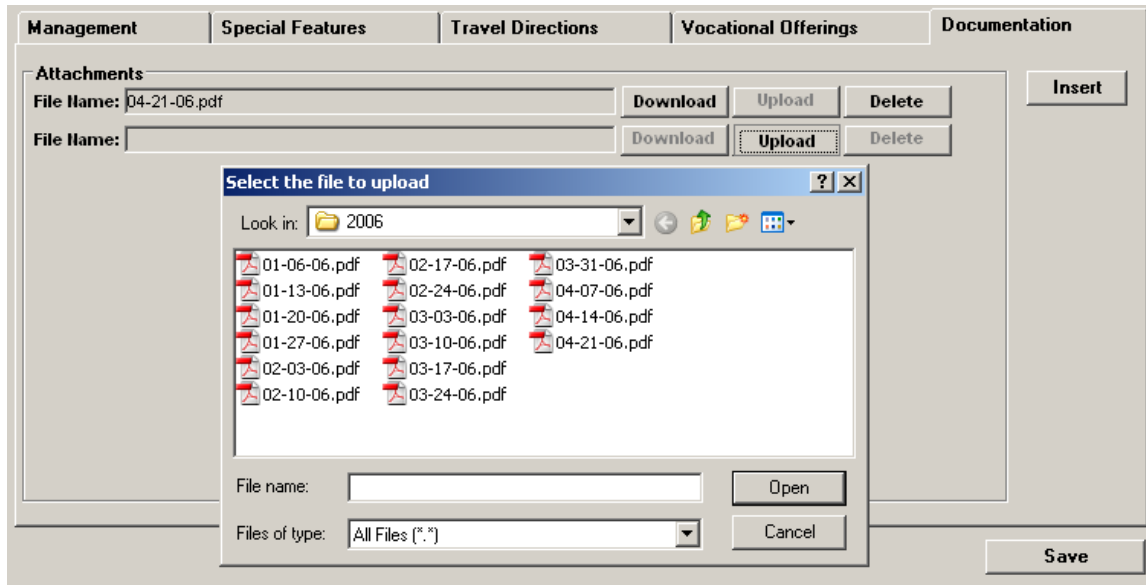 Management Special Features Travel Directions Vocational Offerings Documentation
Attachments
Insert
File Name: 04-21-06.pdf Download Upload Delete
File Name: Download Upload Delete
Select the file to upload
Look in: 2006
01-06-06.pdf 02-17-06.pdf 03-31-06.pdf
01-13-06.pdf 02-24-06.pdf 04-07-06.pdf
01-20-06.pdf 03-03-06.pdf 04-14-06.pdf
01-27-06.pdf 03-10-06.pdf 04-21-06.pdf
02-03-06.pdf 03-17-06.pdf
02-10-06.pdf 03-24-06.pdf
File name: Open
Files of type: All Files (*.*) Cancel
Save